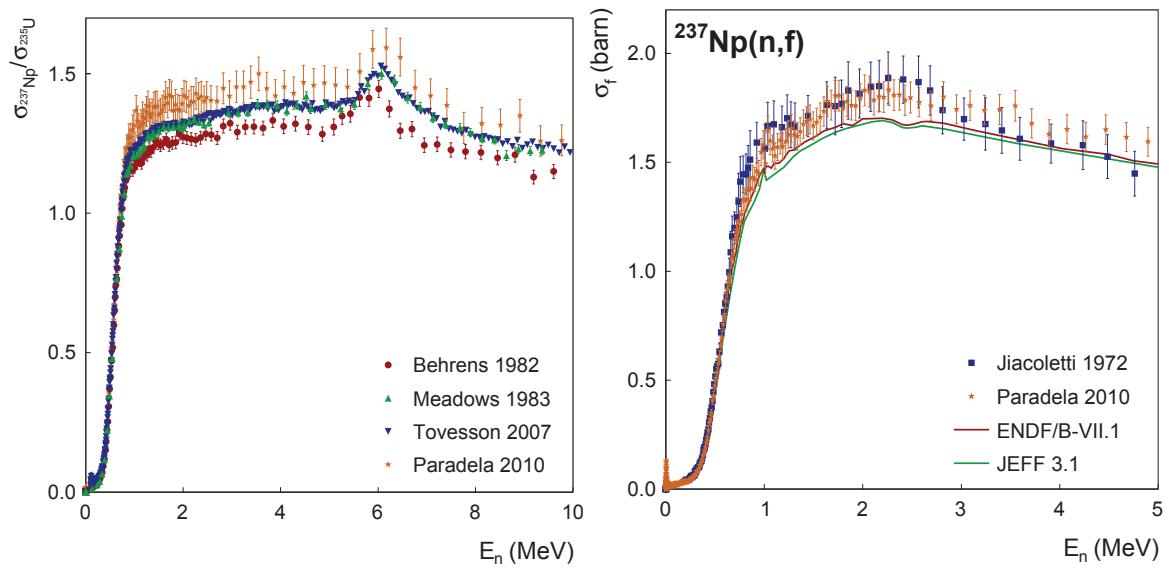 σ₂₃₇Np/σ₂₃₅U
1.5
1.0
0.5
0.0
0
2
4
6
8
10
Eₙ (MeV)
Behrens 1982
Meadows 1983
Tovesson 2007
Paradela 2010
²³⁷Np(n,f)
σf (barn)
2.0
1.5
1.0
0.5
0.0
0
1
2
3
4
5
Eₙ (MeV)
Jiacoletti 1972
Paradela 2010
ENDF/B-VII.1
JEFF 3.1